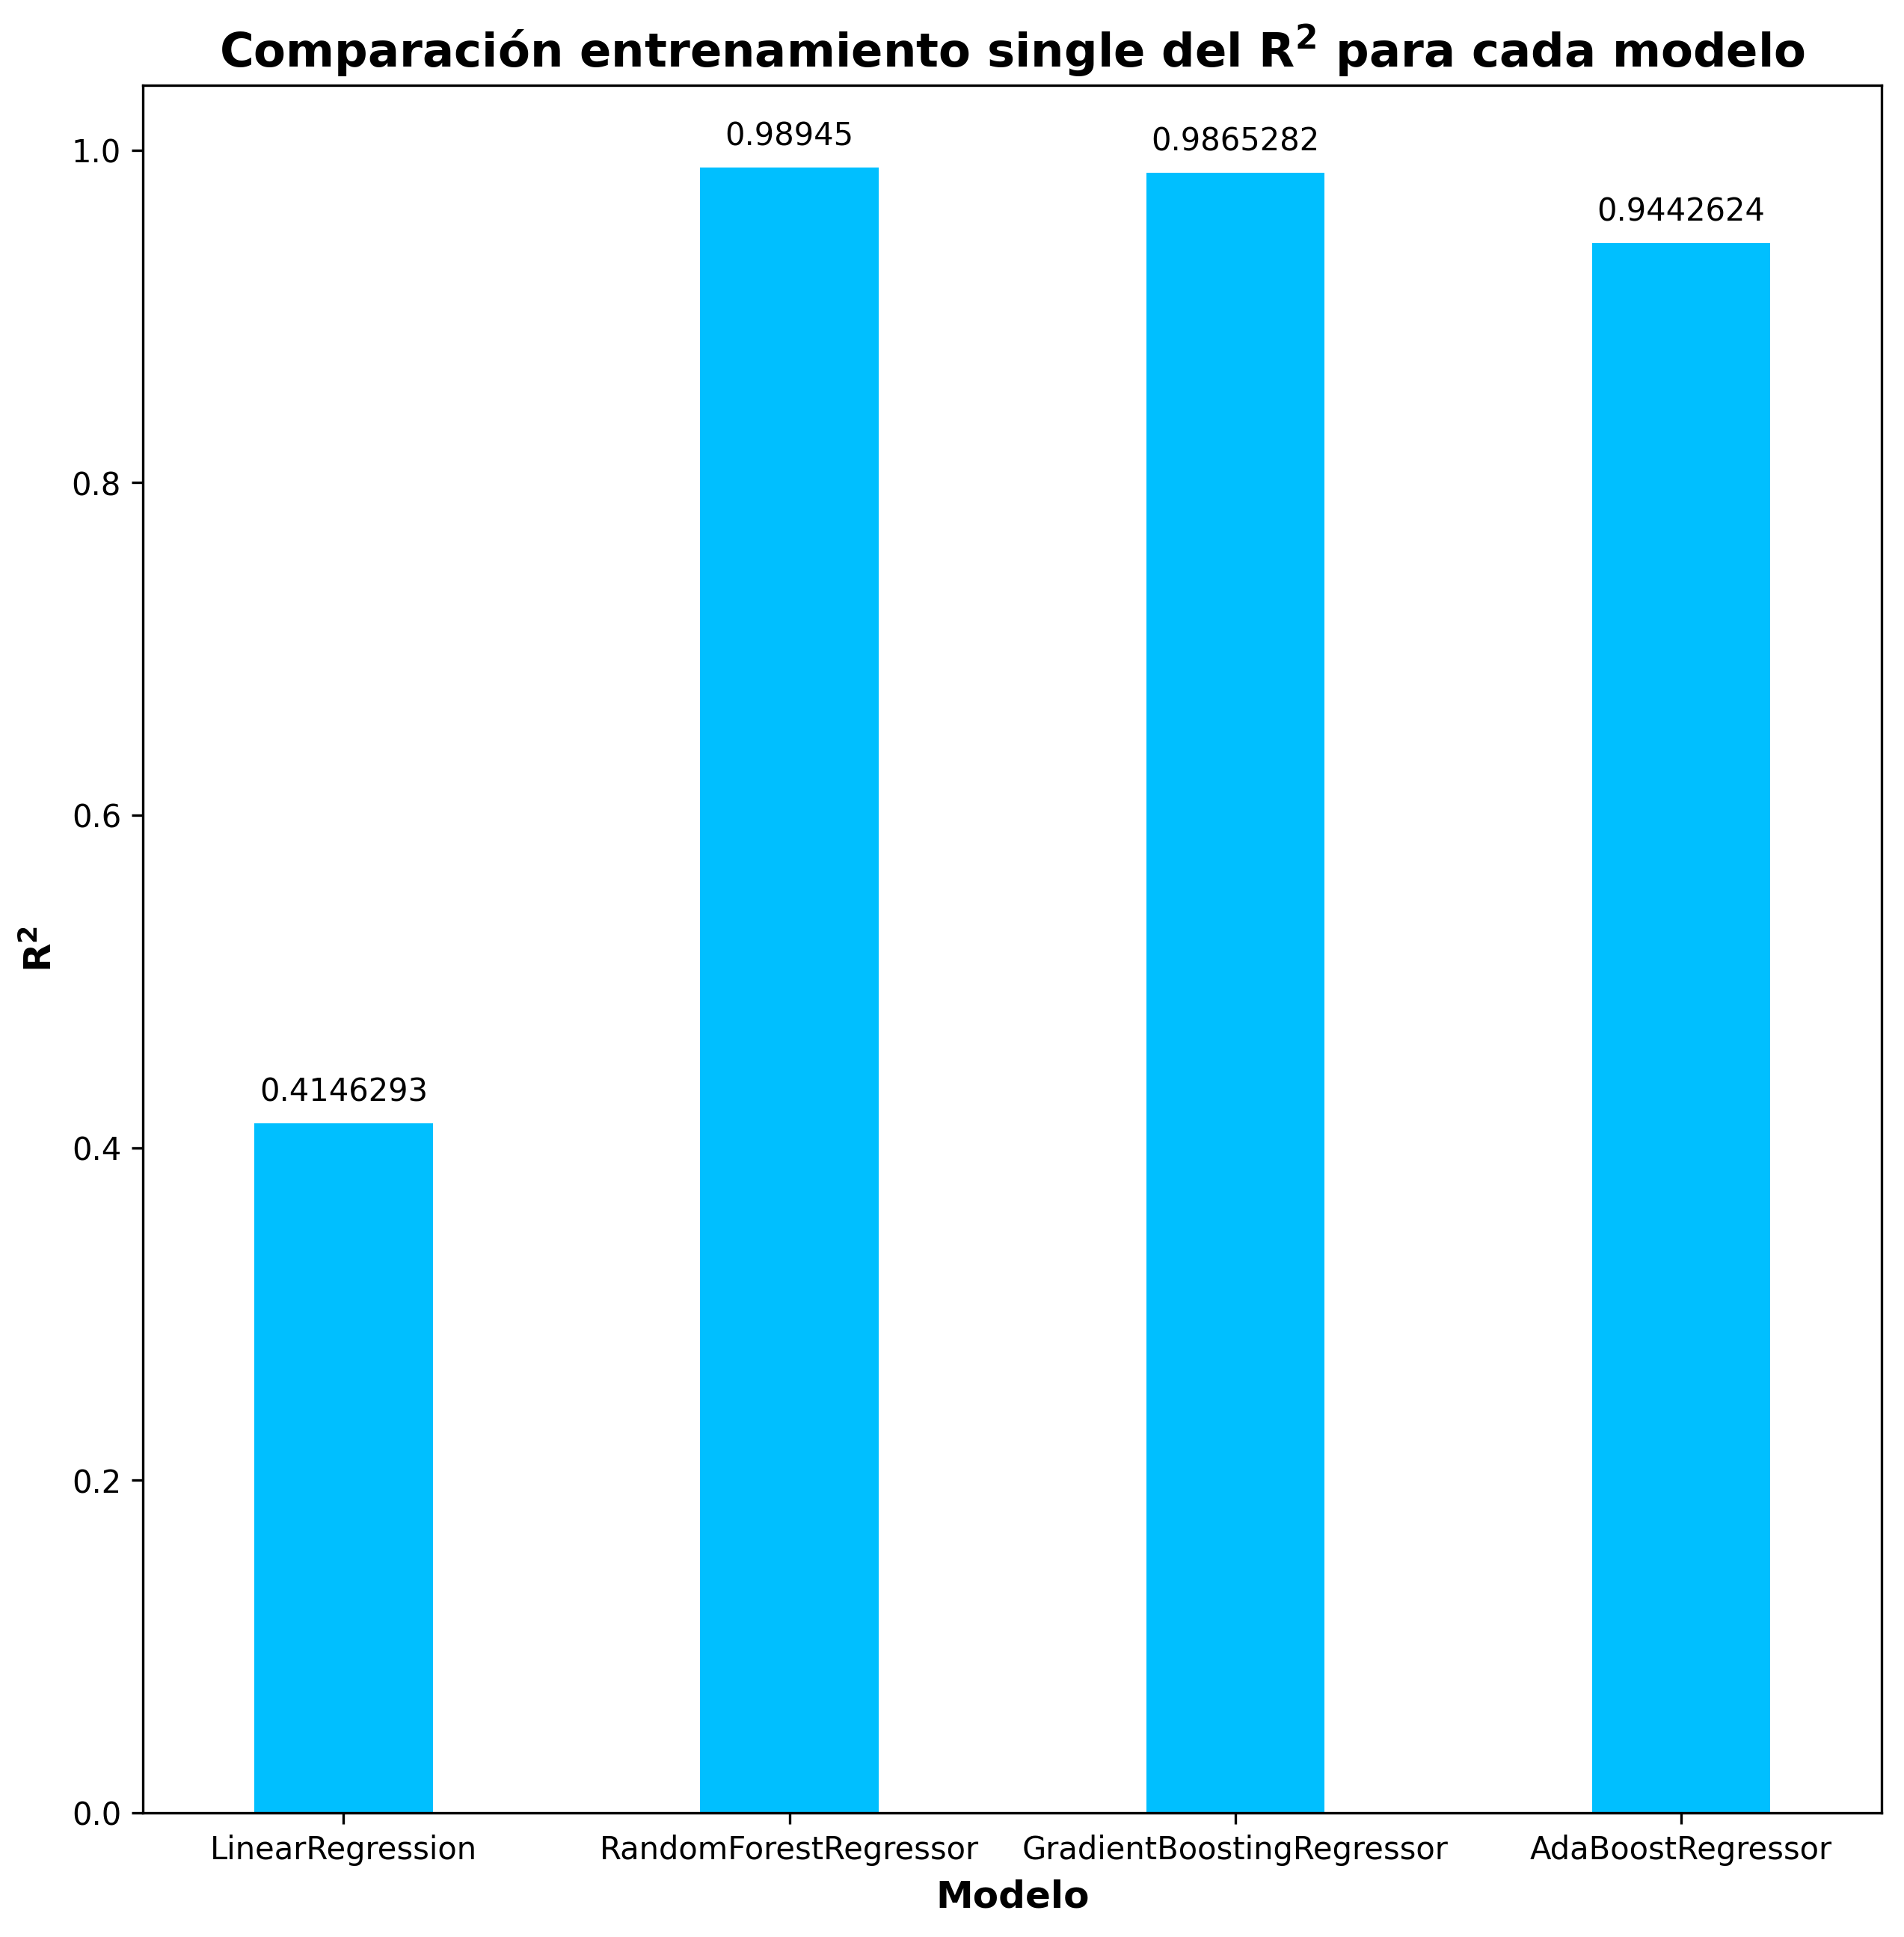 Comparación entrenamiento single del R² para cada modelo
0.98945
0.9865282
0.9442624
0.4146293
1.0
0.8
0.6
0.4
0.2
0.0
R²
LinearRegression
RandomForestRegressor
GradientBoostingRegressor
AdaBoostRegressor
Modelo